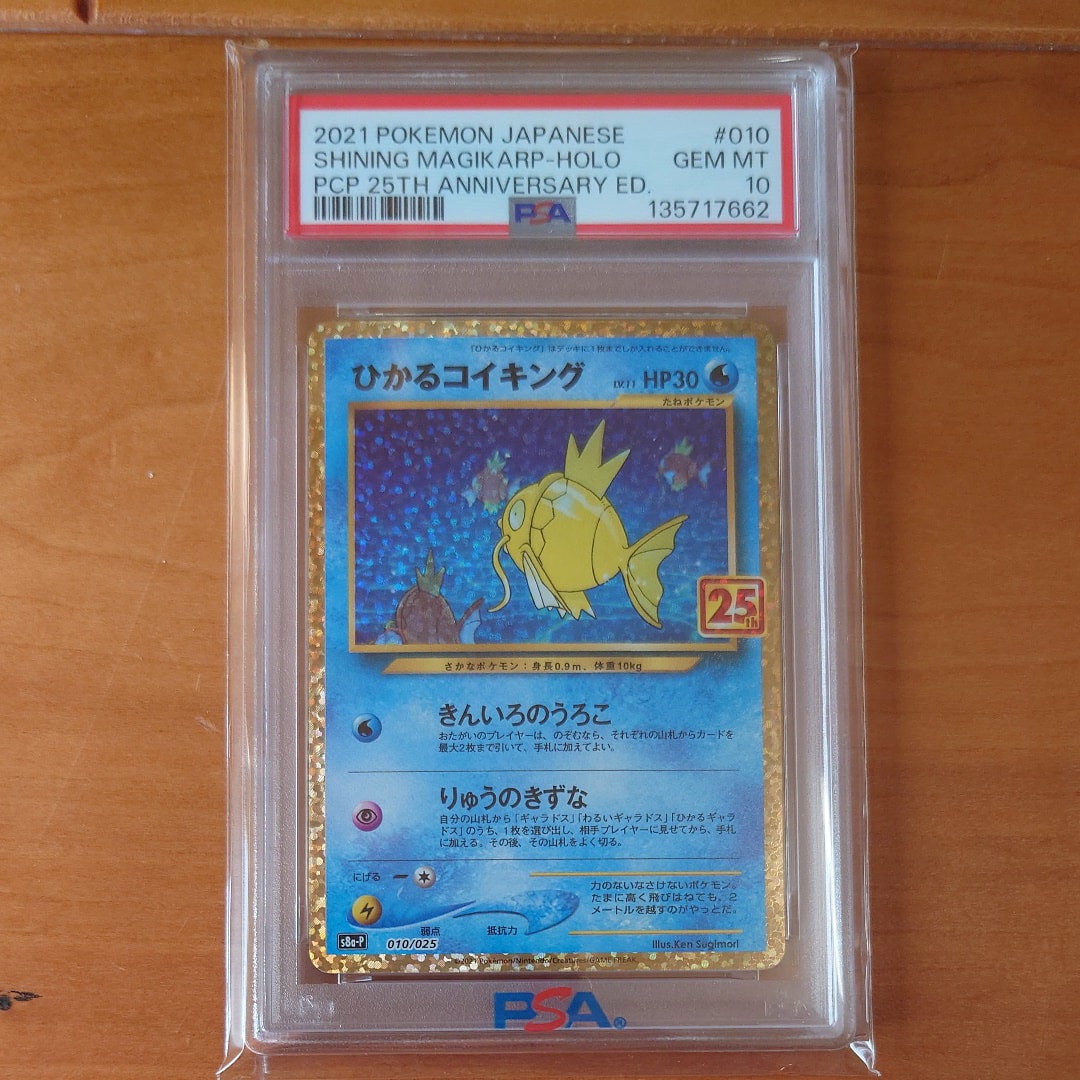 2021 POKEMON JAPANESE #010
SHINING MAGIKARP-HOLO GEM MT
PCP 25TH ANNIVERSARY ED. 10
PSA 135717662
「ひかるコイキング」はデッキに1枚までしか入れることができません。
ひかるコイキング LV.11 HP30
たねポケモン
25th
さかなポケモン:身長0.9m、体重10kg
きんいろのうろこ
おたがいのプレイヤーは、のぞむなら、それぞれの山札からカードを
最大2枚まで引いて、手札に加えてよい。
りゅうのきずな
自分の山札から「ギャラドス」「わるいギャラドス」「ひかるギャラ
ドス」のうち、1枚を選び出し、相手プレイヤーに見せてから、手札
に加える。その後、その山札をよく切る。
にげる
力のないなさけないポケモン。
たまに高く飛びはねても、2
メートルを越すのがやっとだ。
弱点 抵抗力
s8a-P 010/025
Illus.Ken Sugimori
©2021 Pokémon/Nintendo/Creatures/GAME FREAK
PSA®